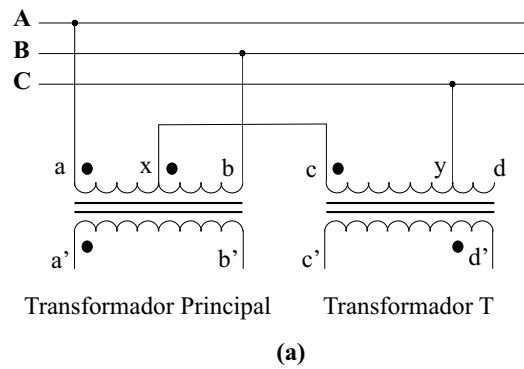 A
B
C
a x b c y d
a' b' c' d'
Transformador Principal Transformador T
(a)